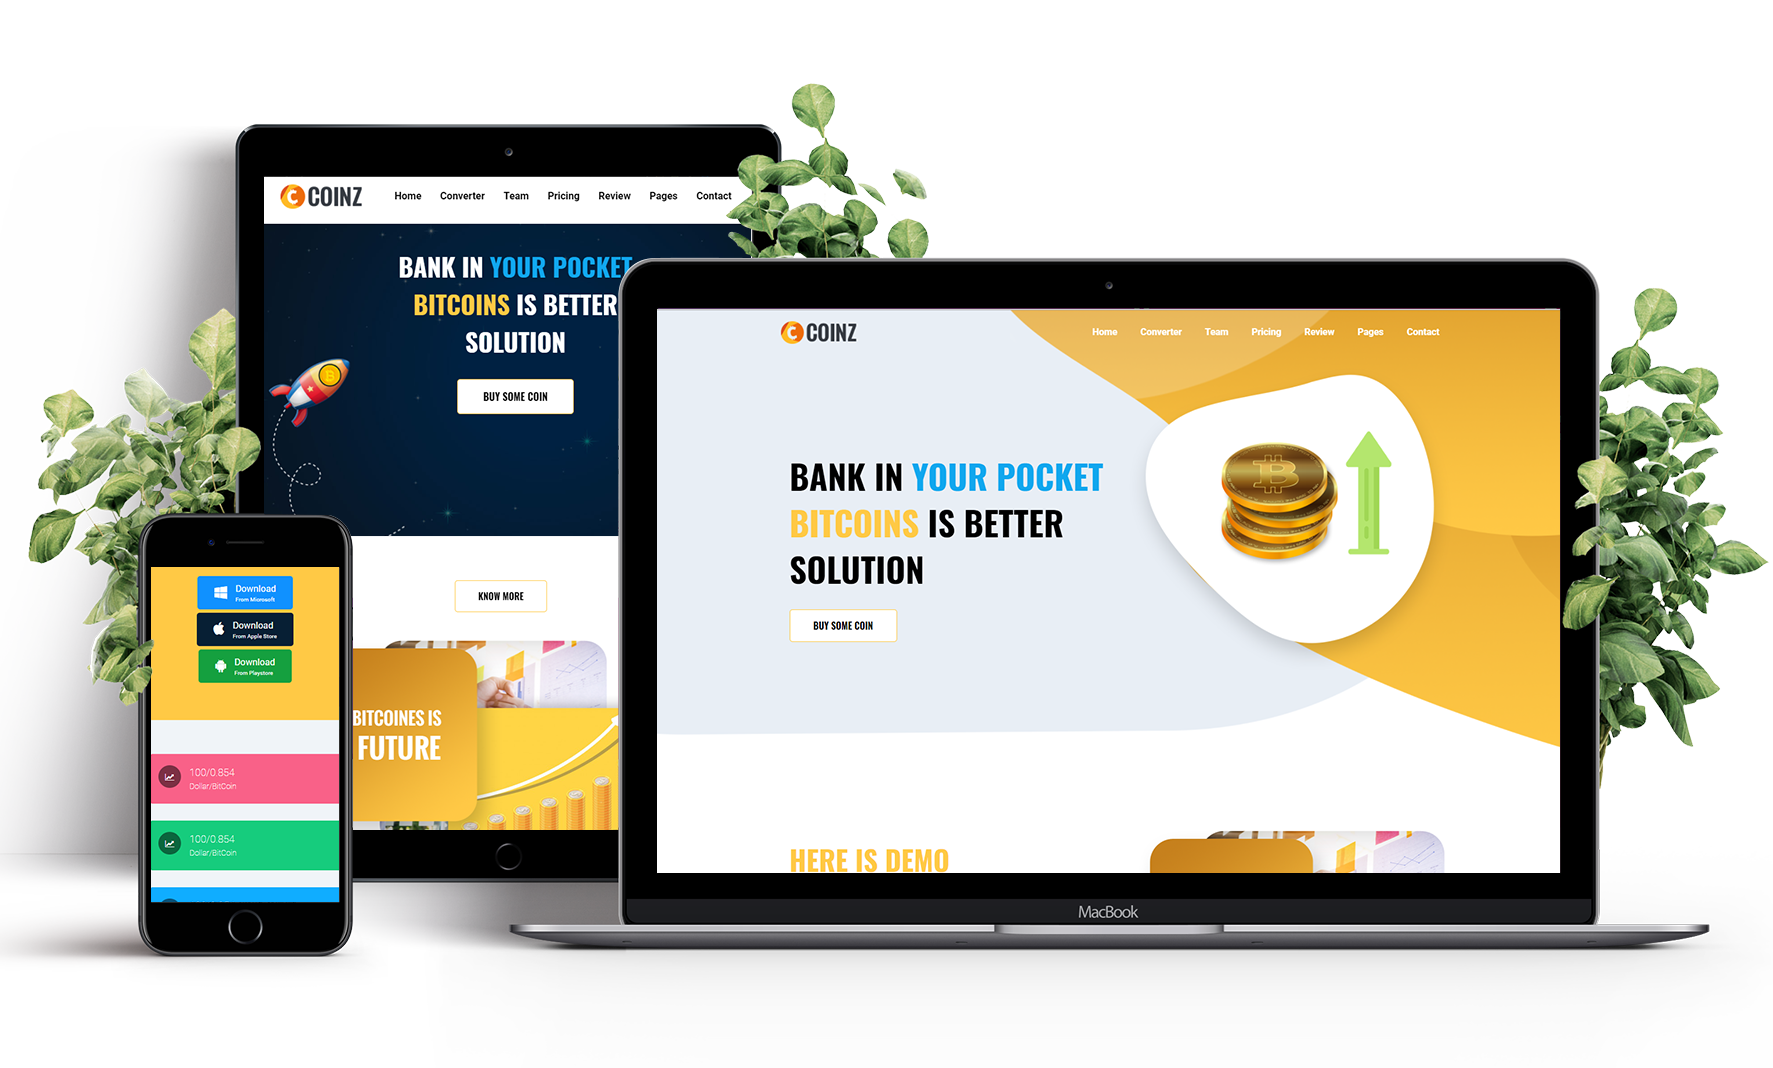 COINZ
Home Converter Team Pricing Review Pages Contact
BANK IN YOUR POCKET
BITCOINS IS BETTER
SOLUTION
BUY SOME COIN
KNOW MORE
BITCOINES IS
FUTURE
Download
From Microsoft
Download
From Apple Store
Download
From Playstore
100/0.854
Dollar/BitCoin
100/0.854
Dollar/BitCoin
COINZ
Home Converter Team Pricing Review Pages Contact
BANK IN YOUR POCKET
BITCOINS IS BETTER
SOLUTION
BUY SOME COIN
HERE IS DEMO
MacBook